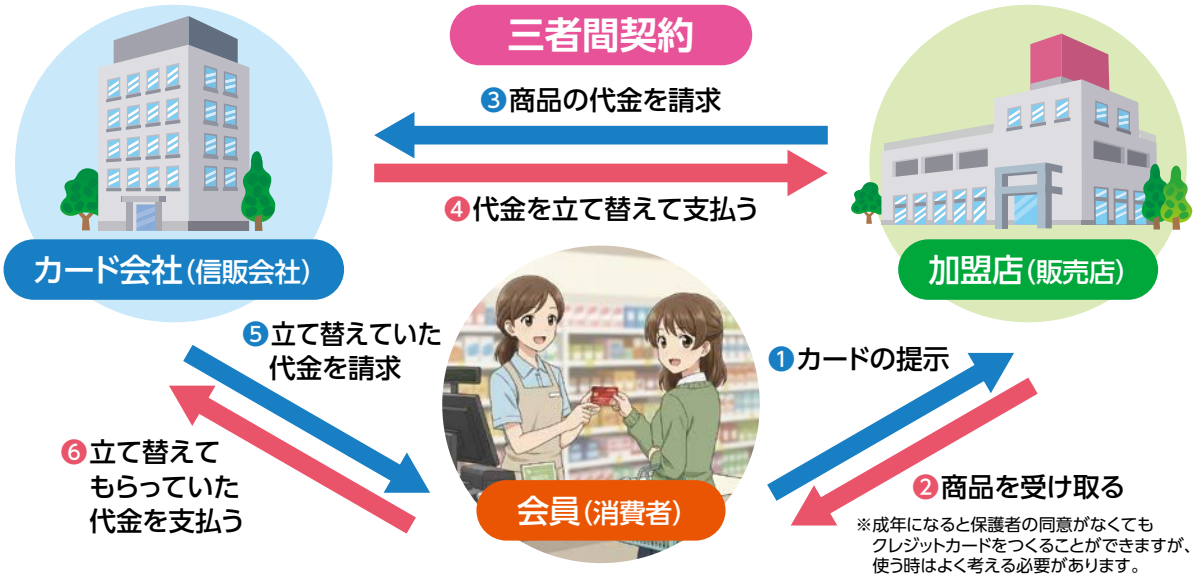 三者間契約
❸商品の代金を請求
❹代金を立て替えて支払う
カード会社(信販会社)
加盟店(販売店)
❺立て替えていた
代金を請求
❶カードの提示
❻立て替えて
もらっていた
代金を支払う
会員(消費者)
❷商品を受け取る
※成年になると保護者の同意がなくても
クレジットカードをつくることができますが、
使う時はよく考える必要があります。